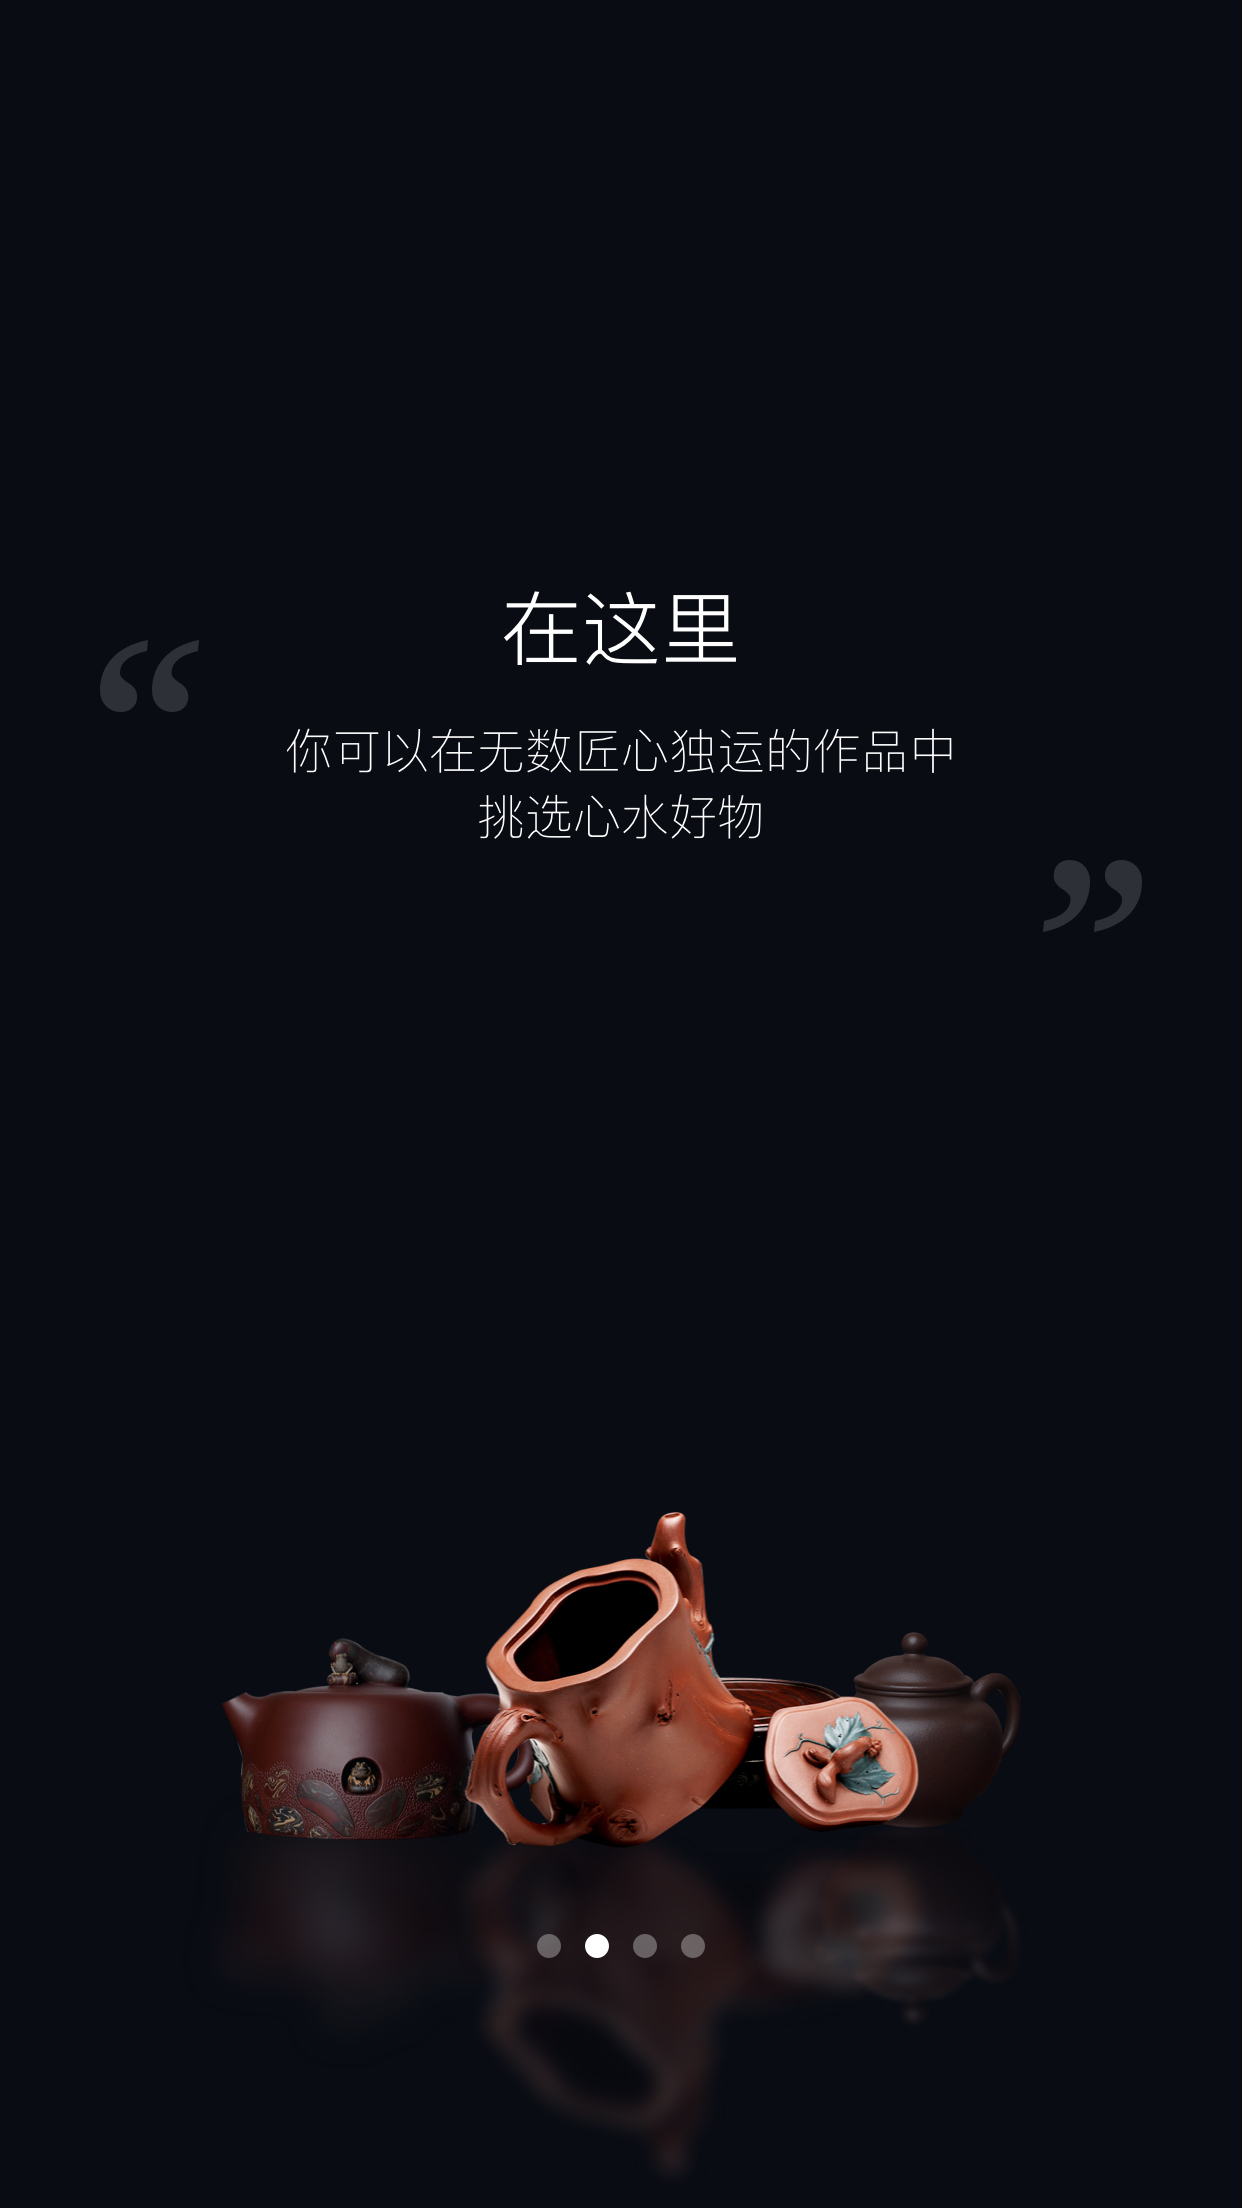 在这里
“
你可以在无数匠心独运的作品中
挑选心水好物
”